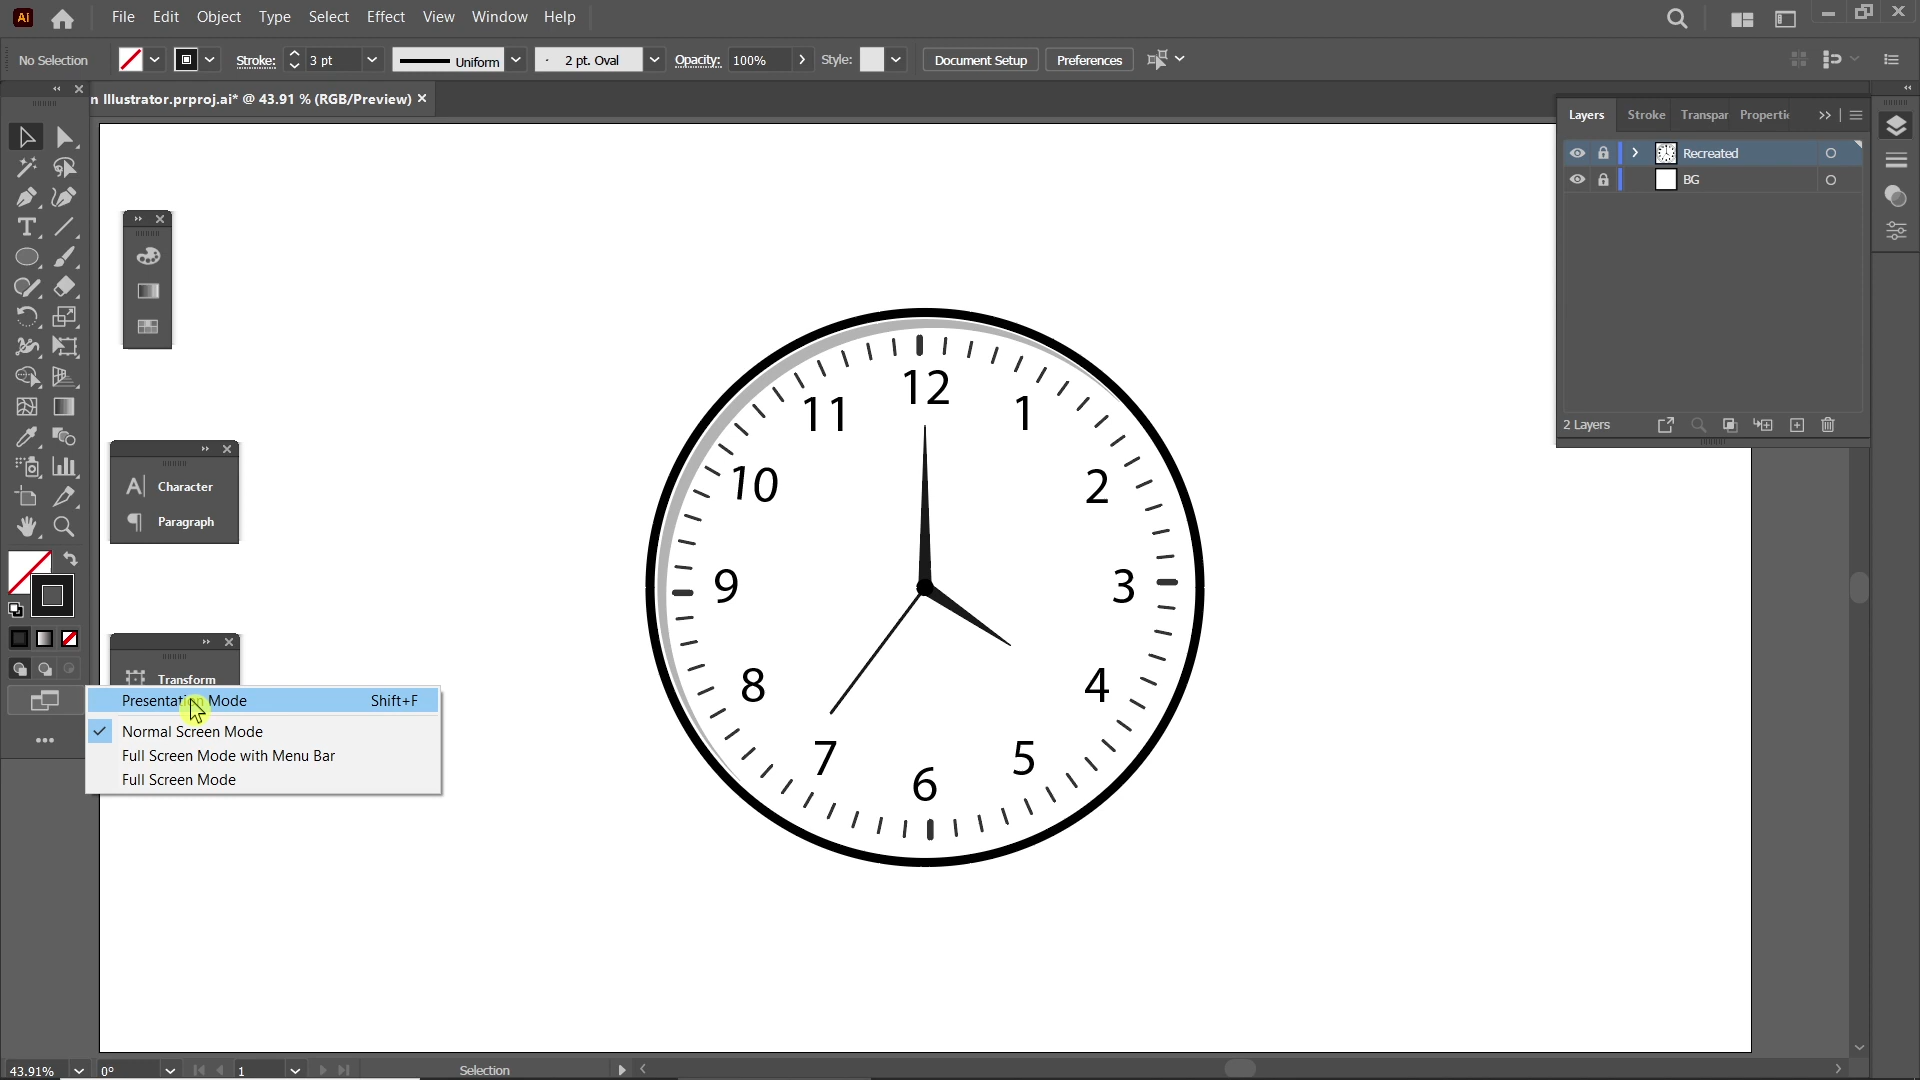 Ai File Edit Object Type Select Effect View Window Help
No Selection Stroke: 3 pt Uniform 2 pt. Oval Opacity: 100% Style: Document Setup Preferences
n Illustrator.prproj.ai* @ 43.91 % (RGB/Preview)
Layers Stroke Transpar Properti
Recreated
BG
2 Layers
Character
Paragraph
Transform
Presentation Mode Shift+F
Normal Screen Mode
Full Screen Mode with Menu Bar
Full Screen Mode
12
11 1
10 2
9 3
8 4
7 5
6
43.91% 0° 1 Selection